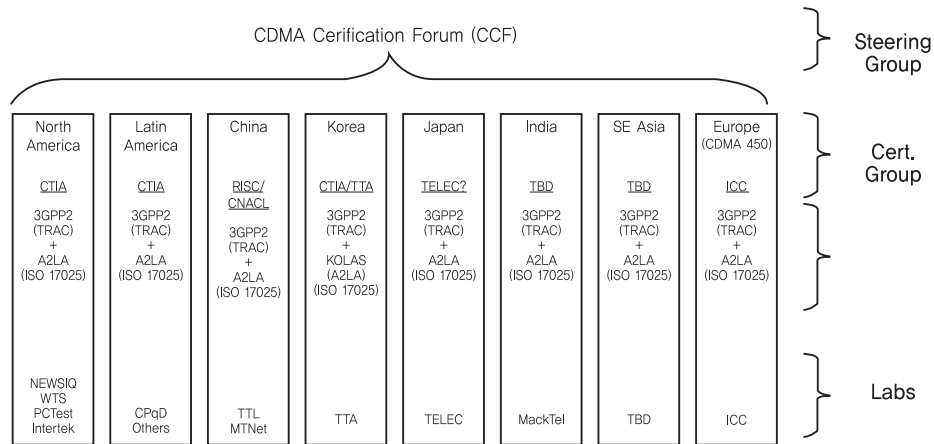 CDMA Cerification Forum (CCF)
Steering
Group
North
America
CTIA
3GPP2
(TRAC)
+
A2LA
(ISO 17025)
NEWSIQ
WTS
PCTest
Intertek
Latin
America
CTIA
3GPP2
(TRAC)
+
A2LA
(ISO 17025)
CPqD
Others
China
RISC/
CNACL
3GPP2
(TRAC)
+
A2LA
(ISO 17025)
TTL
MTNet
Korea
CTIA/TTA
3GPP2
(TRAC)
+
KOLAS
(A2LA)
(ISO 17025)
TTA
Japan
TELEC?
3GPP2
(TRAC)
+
A2LA
(ISO 17025)
TELEC
India
TBD
3GPP2
(TRAC)
+
A2LA
(ISO 17025)
MackTel
SE Asia
TBD
3GPP2
(TRAC)
+
A2LA
(ISO 17025)
TBD
Europe
(CDMA 450)
ICC
3GPP2
(TRAC)
+
A2LA
(ISO 17025)
ICC
Cert.
Group
Labs